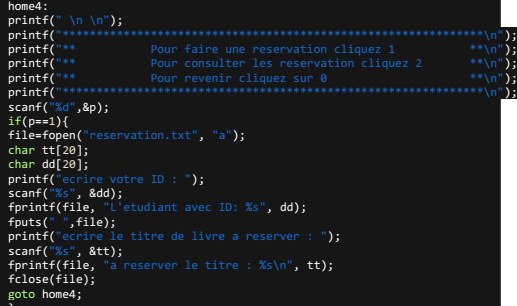 home4:
printf(" \n \n");
printf("*************************************************************\n");
printf("**           Pour faire une reservation cliquez 1           **\n");
printf("**           Pour consulter les reservation cliquez 2       **\n");
printf("**           Pour revenir cliquez sur 0                     **\n");
printf("*************************************************************\n");
scanf("%d",&p);
if(p==1){
file=fopen("reservation.txt", "a");
char tt[20];
char dd[20];
printf("ecrire votre ID : ");
scanf("%s", &dd);
fprintf(file, "L'etudiant avec ID: %s", dd);
fputs(" ",file);
printf("ecrire le titre de livre a reserver : ");
scanf("%s", &tt);
fprintf(file, "a reserver le titre : %s\n", tt);
fclose(file);
goto home4;
}